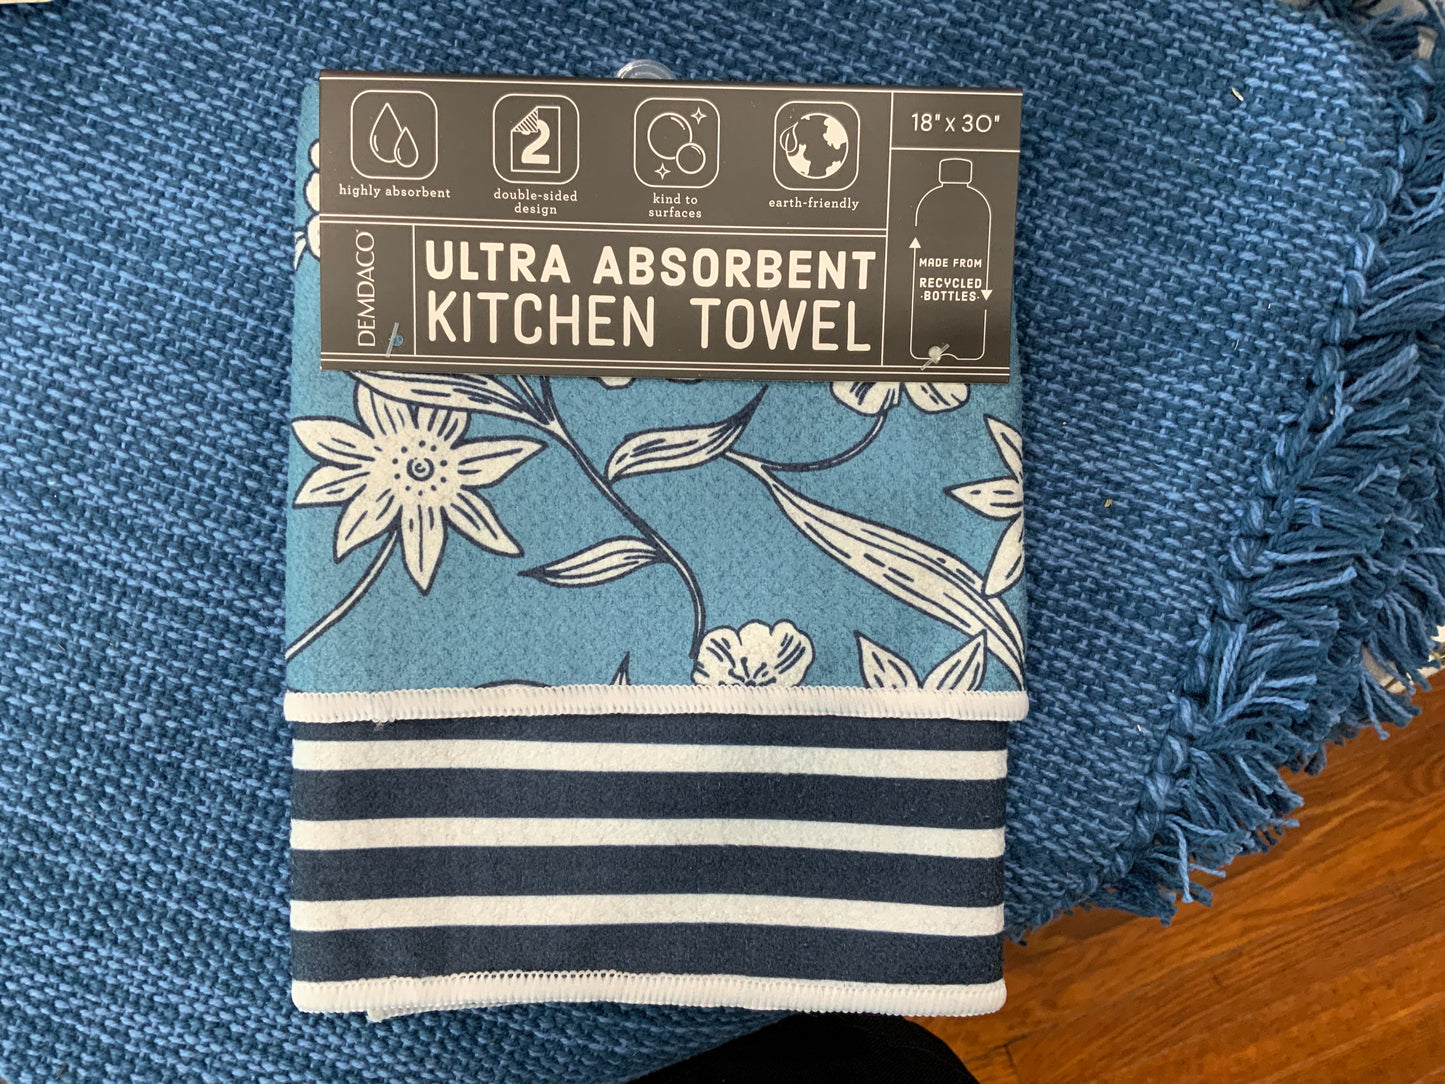 highly absorbent
2
double-sided
design
kind to
surfaces
earth-friendly
18" x 30"
DEMDACO
ULTRA ABSORBENT
KITCHEN TOWEL
MADE FROM
RECYCLED
·BOTTLES·